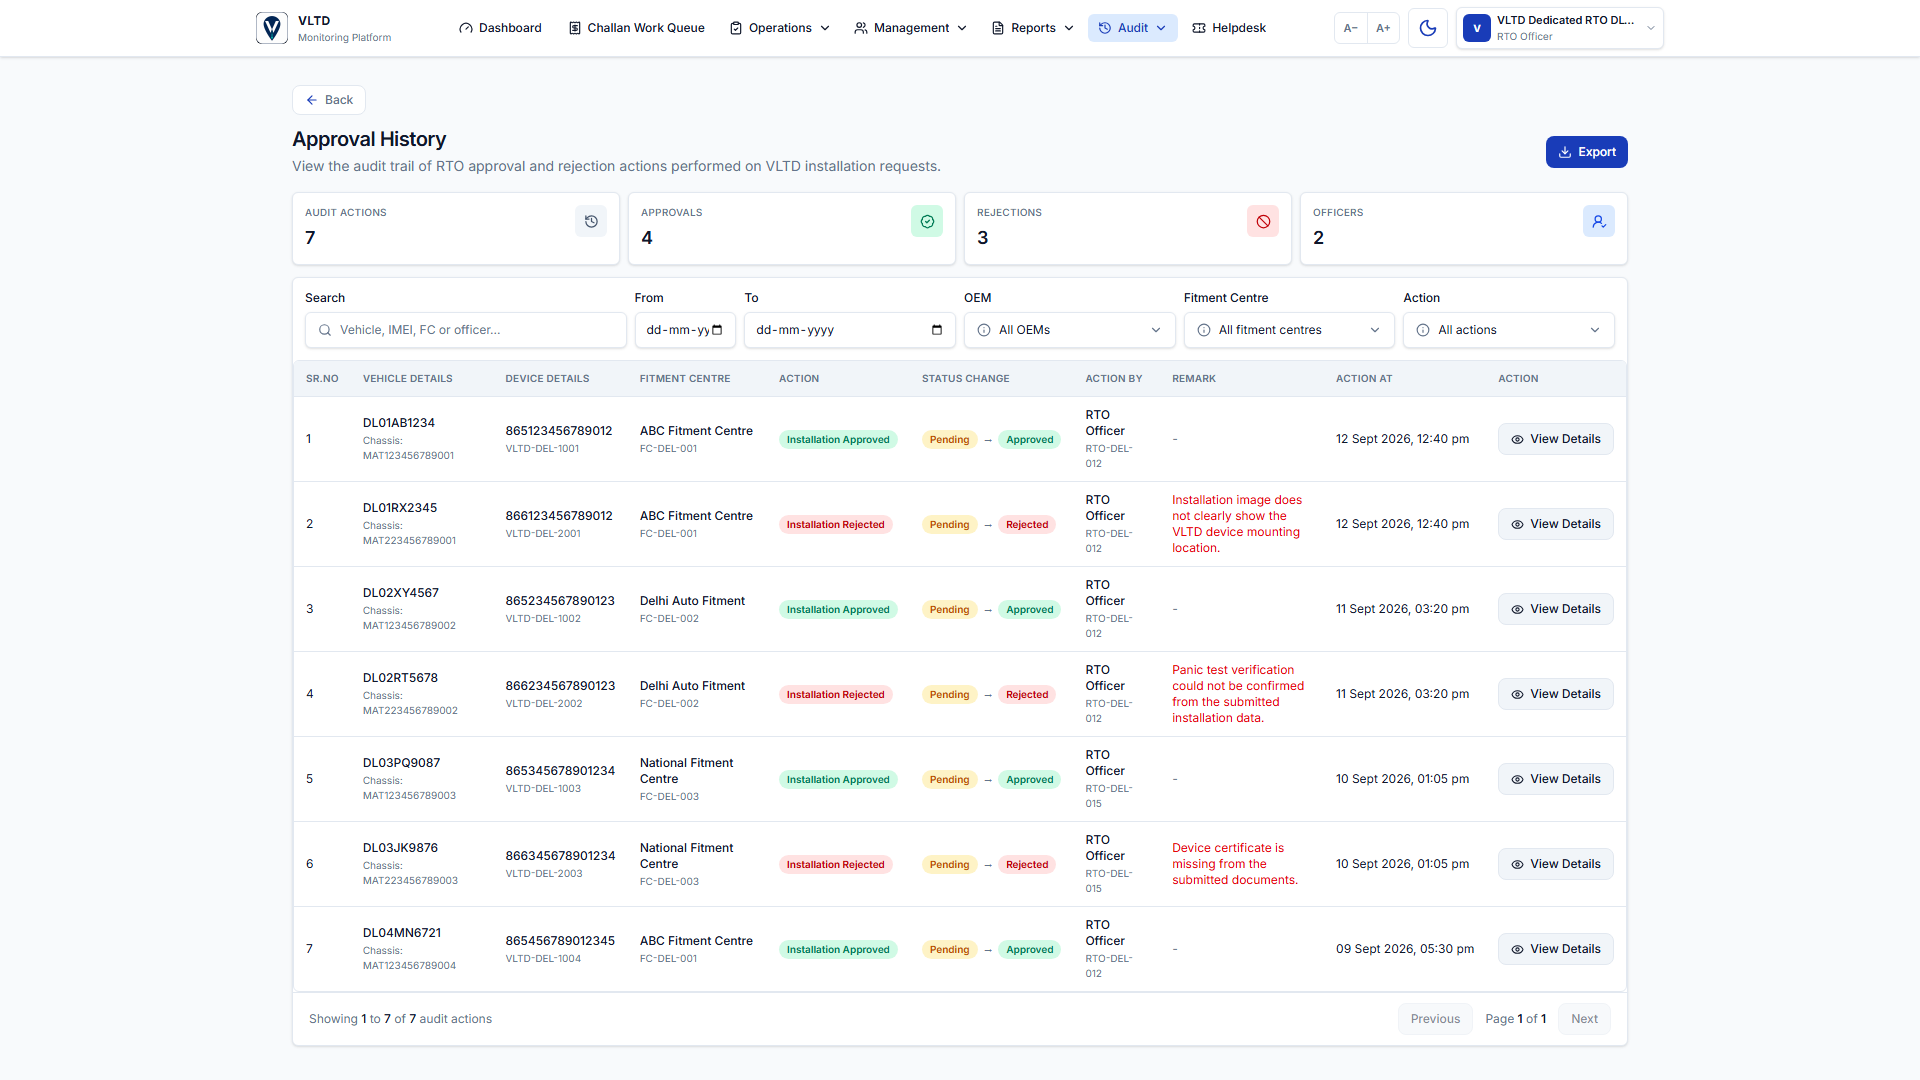 VLTD
Monitoring Platform
Dashboard
Challan Work Queue
Operations
Management
Reports
Audit
Helpdesk
A−
A+
V
VLTD Dedicated RTO DL...
RTO Officer
Back
Approval History
View the audit trail of RTO approval and rejection actions performed on VLTD installation requests.
Export
AUDIT ACTIONS
7
APPROVALS
4
REJECTIONS
3
OFFICERS
2
Search
From
To
OEM
Fitment Centre
Action
Vehicle, IMEI, FC or officer...
dd-mm-yy
dd-mm-yyyy
All OEMs
All fitment centres
All actions
SR.NO VEHICLE DETAILS DEVICE DETAILS FITMENT CENTRE ACTION STATUS CHANGE ACTION BY REMARK ACTION AT ACTION
1
DL01AB1234
Chassis:
MAT123456789001
865123456789012
VLTD-DEL-1001
ABC Fitment Centre
FC-DEL-001
Installation Approved
Pending → Approved
RTO
Officer
RTO-DEL-
012
-
12 Sept 2026, 12:40 pm
View Details
2
DL01RX2345
Chassis:
MAT223456789001
866123456789012
VLTD-DEL-2001
ABC Fitment Centre
FC-DEL-001
Installation Rejected
Pending → Rejected
RTO
Officer
RTO-DEL-
012
Installation image does
not clearly show the
VLTD device mounting
location.
12 Sept 2026, 12:40 pm
View Details
3
DL02XY4567
Chassis:
MAT123456789002
865234567890123
VLTD-DEL-1002
Delhi Auto Fitment
FC-DEL-002
Installation Approved
Pending → Approved
RTO
Officer
RTO-DEL-
012
-
11 Sept 2026, 03:20 pm
View Details
4
DL02RT5678
Chassis:
MAT223456789002
866234567890123
VLTD-DEL-2002
Delhi Auto Fitment
FC-DEL-002
Installation Rejected
Pending → Rejected
RTO
Officer
RTO-DEL-
012
Panic test verification
could not be confirmed
from the submitted
installation data.
11 Sept 2026, 03:20 pm
View Details
5
DL03PQ9087
Chassis:
MAT123456789003
865345678901234
VLTD-DEL-1003
National Fitment
Centre
FC-DEL-003
Installation Approved
Pending → Approved
RTO
Officer
RTO-DEL-
015
-
10 Sept 2026, 01:05 pm
View Details
6
DL03JK9876
Chassis:
MAT223456789003
866345678901234
VLTD-DEL-2003
National Fitment
Centre
FC-DEL-003
Installation Rejected
Pending → Rejected
RTO
Officer
RTO-DEL-
015
Device certificate is
missing from the
submitted documents.
10 Sept 2026, 01:05 pm
View Details
7
DL04MN6721
Chassis:
MAT123456789004
865456789012345
VLTD-DEL-1004
ABC Fitment Centre
FC-DEL-001
Installation Approved
Pending → Approved
RTO
Officer
RTO-DEL-
012
-
09 Sept 2026, 05:30 pm
View Details
Showing 1 to 7 of 7 audit actions
Previous
Page 1 of 1
Next